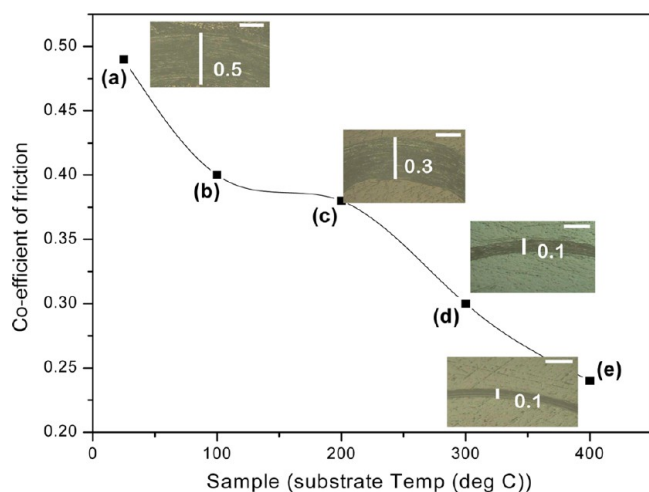 0.50
0.45
0.40
0.35
0.30
0.25
0.20
Co-efficient of friction
(a)
0.5
(b)
0.3
(c)
0.1
(d)
(e)
0.1
0 100 200 300 400
Sample (substrate Temp (deg C))